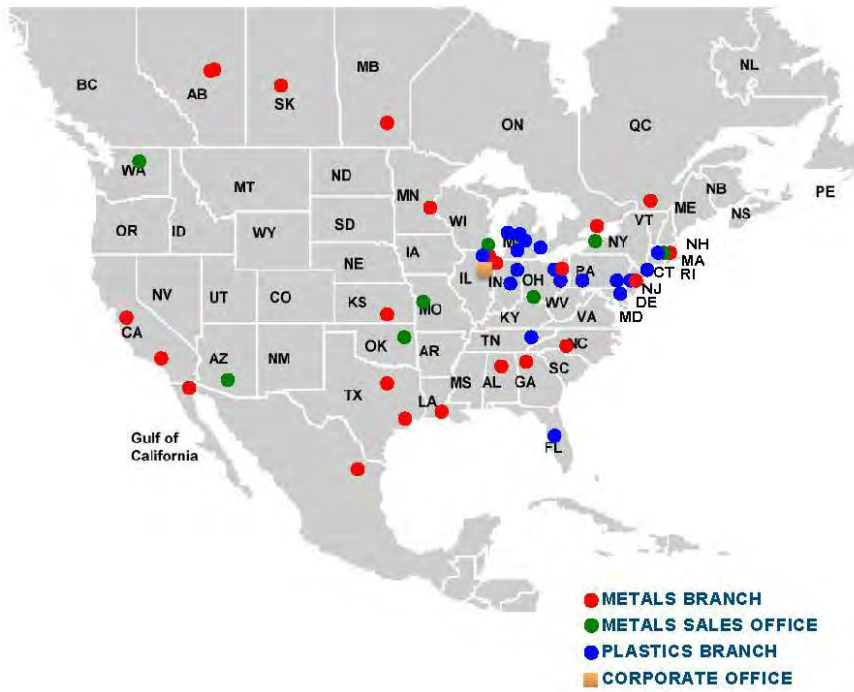 NL
BC
MB
AB
SK
ON
QC
WA
MT
ND
MN
WI
ME
NB
NS
PE
VT
OR
ID
WY
SD
NY
NH
MA
RI
CT
IA
NE
IL
IN
OH
PA
NJ
DE
MD
NV
UT
CO
KS
MO
KY
WV
VA
CA
AZ
NM
OK
AR
TN
NC
SC
TX
LA
MS
AL
GA
FL
Gulf of
California
METALS BRANCH
METALS SALES OFFICE
PLASTICS BRANCH
CORPORATE OFFICE